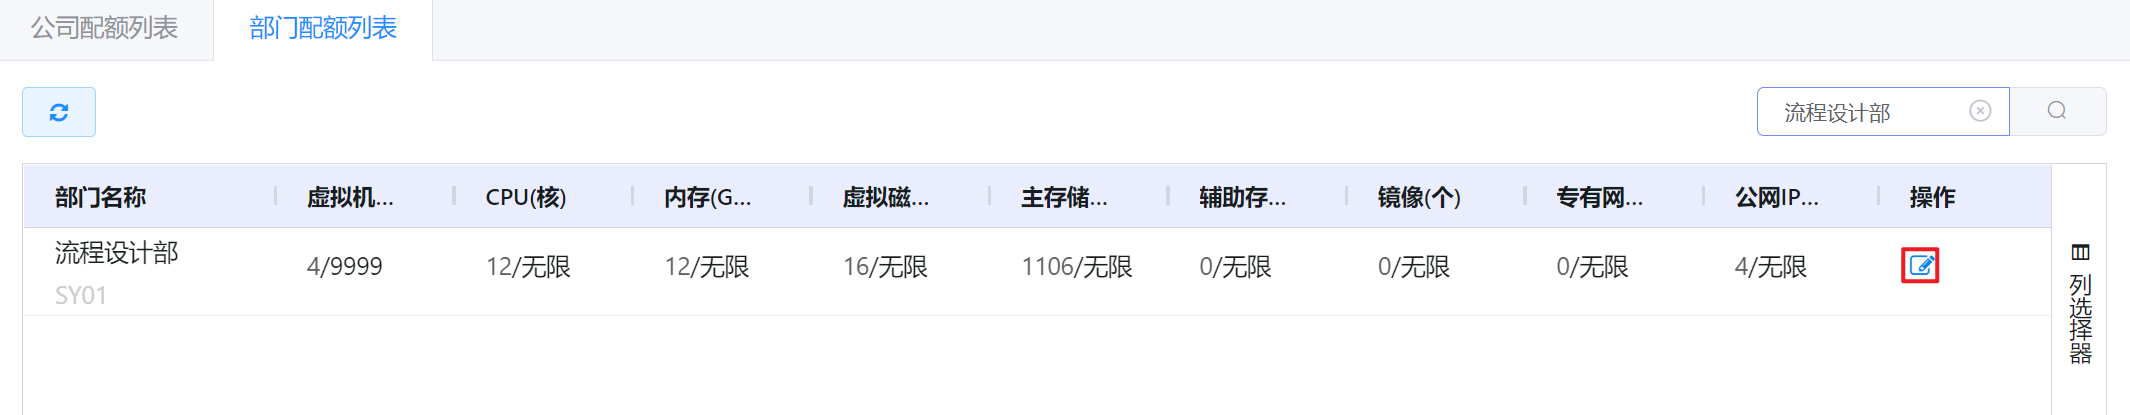 公司配额列表 部门配额列表
流程设计部
部门名称 虚拟机... CPU(核) 内存(G... 虚拟磁... 主存储... 辅助存... 镜像(个) 专有网... 公网IP... 操作
流程设计部 4/9999 12/无限 12/无限 16/无限 1106/无限 0/无限 0/无限 0/无限 4/无限
SY01
列选择器